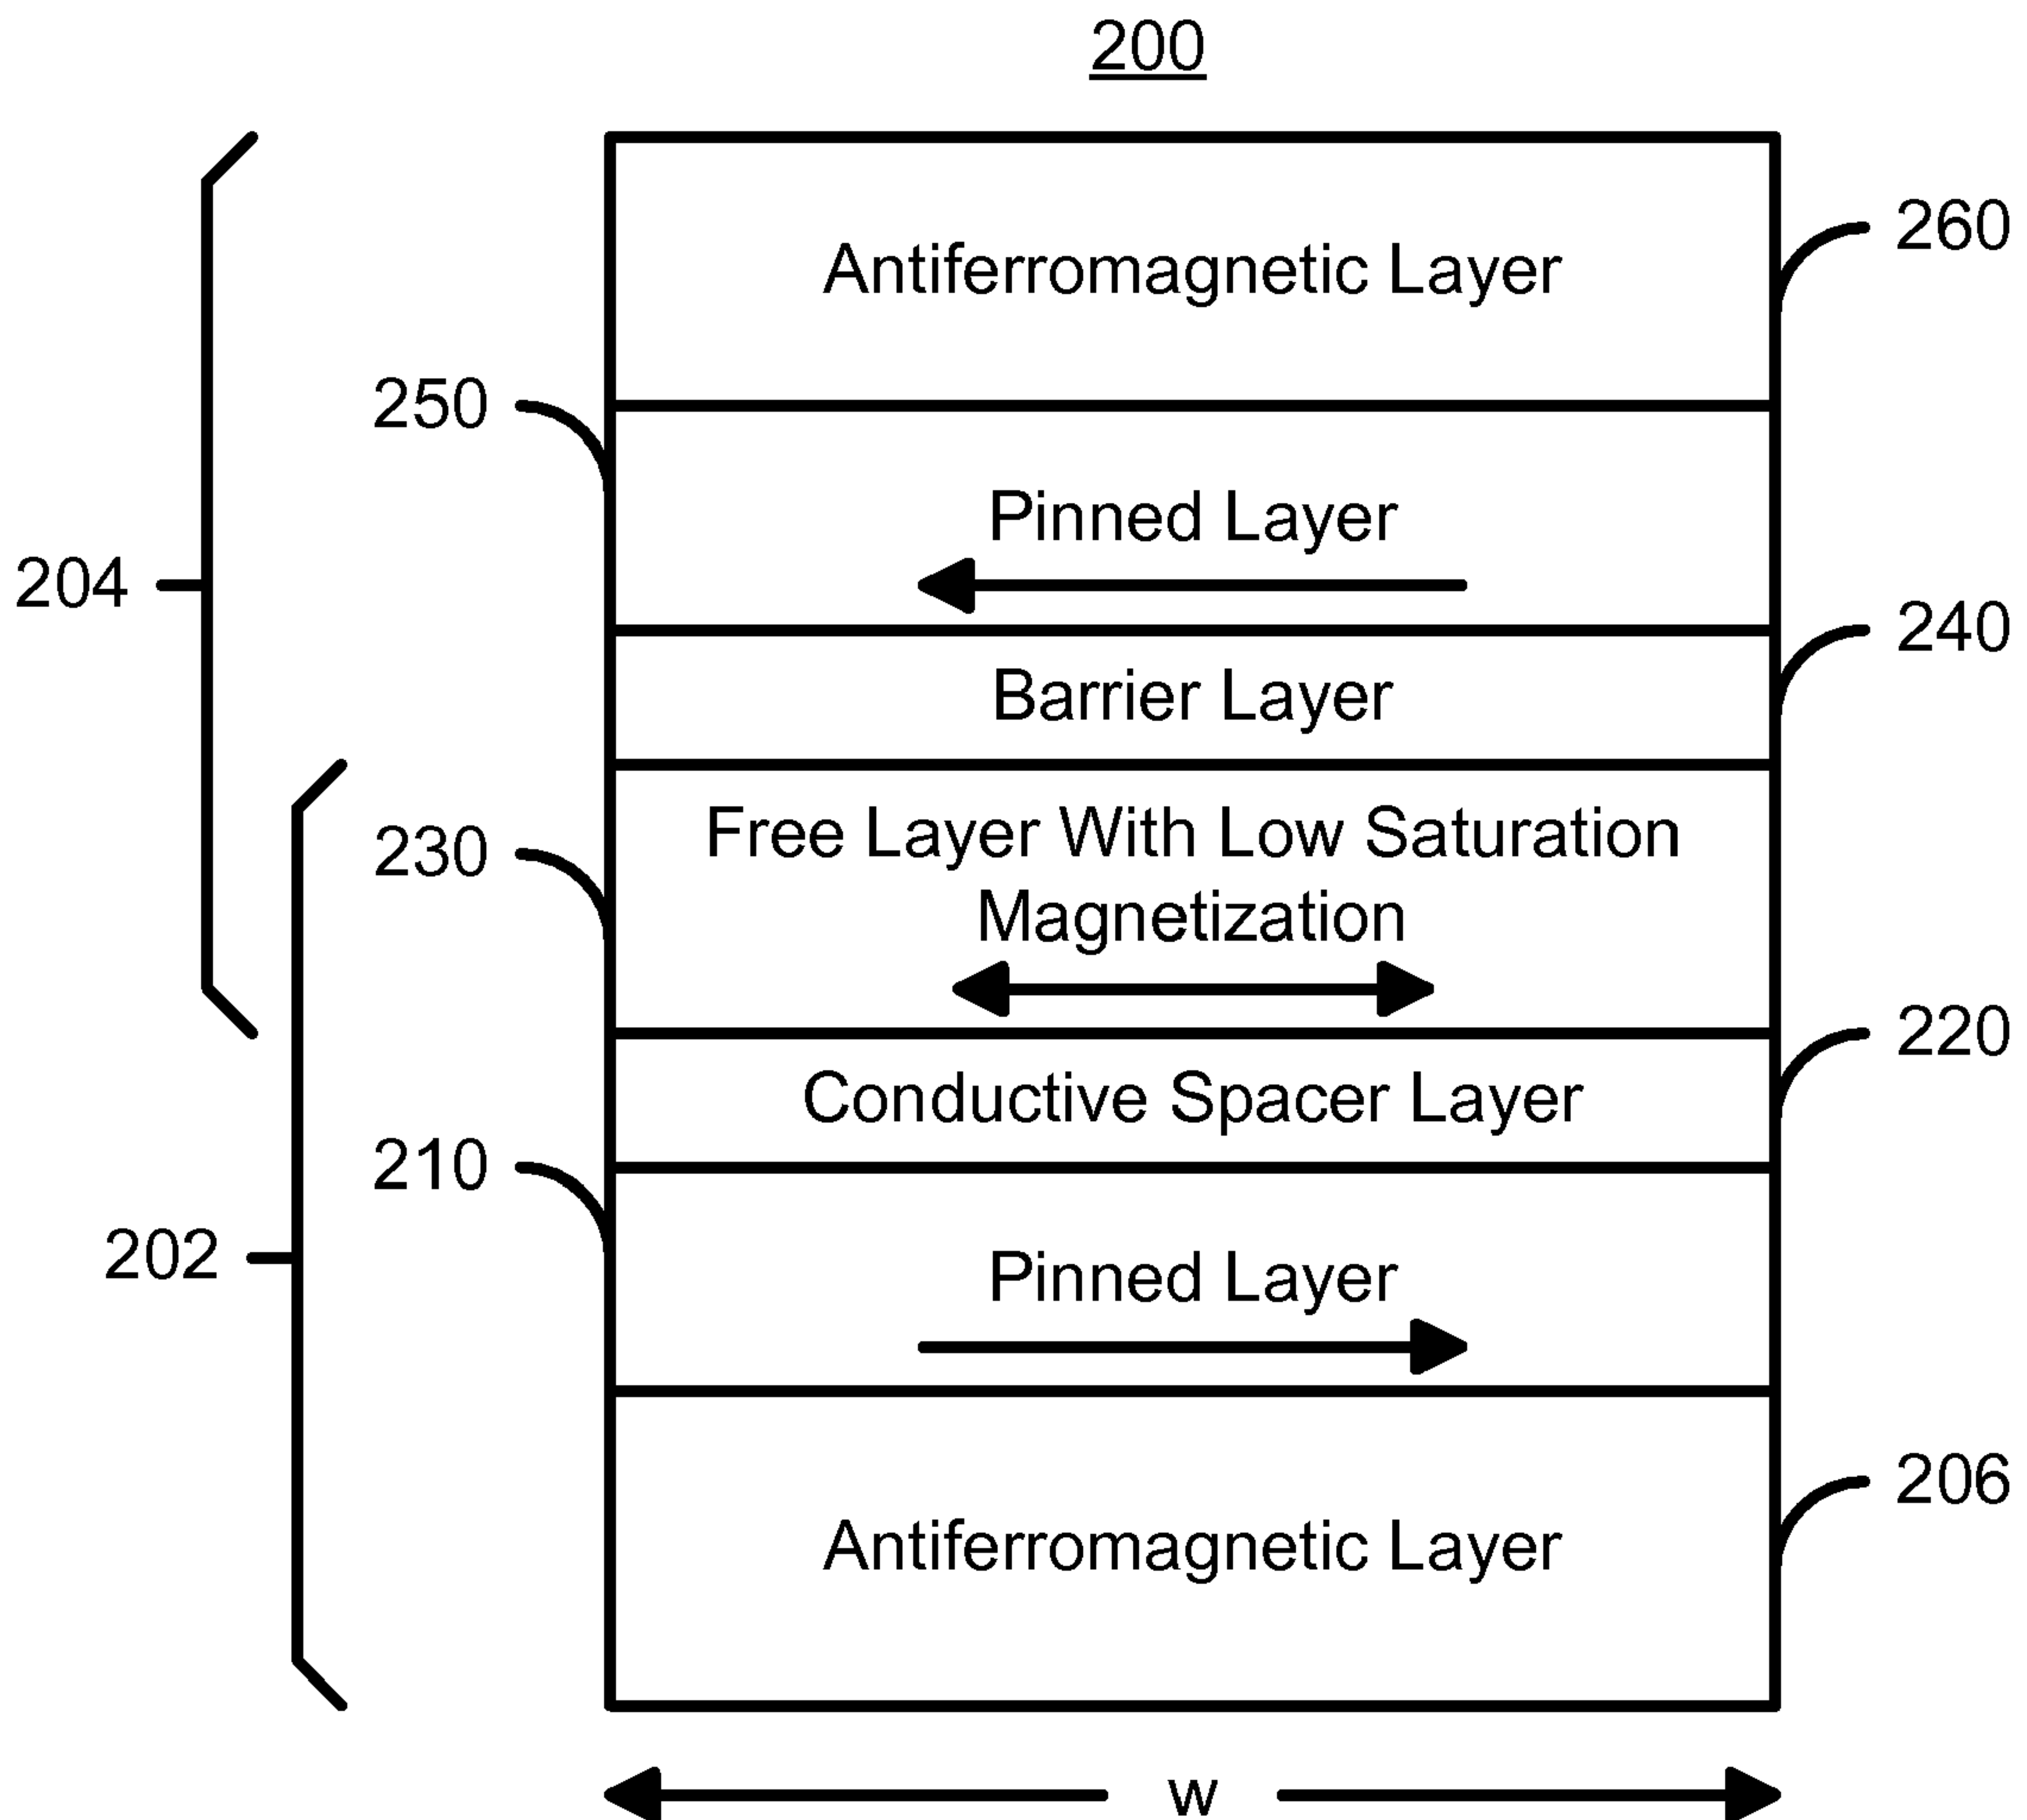 200
Antiferromagnetic Layer
260
250
Pinned Layer
204
240
Barrier Layer
Free Layer With Low Saturation
230
Magnetization
220
Conductive Spacer Layer
210
202
Pinned Layer
206
Antiferromagnetic Layer
w